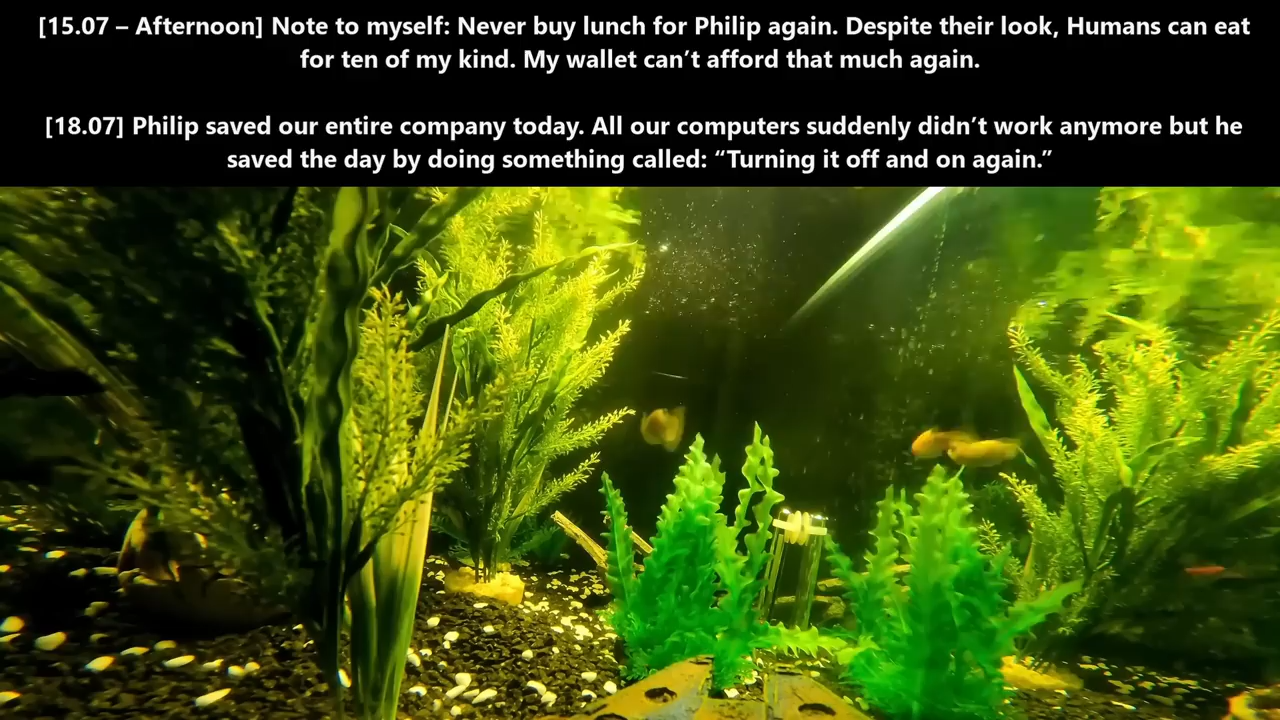 [15.07 – Afternoon] Note to myself: Never buy lunch for Philip again. Despite their look, Humans can eat
for ten of my kind. My wallet can’t afford that much again.
[18.07] Philip saved our entire company today. All our computers suddenly didn’t work anymore but he
saved the day by doing something called: “Turning it off and on again.”